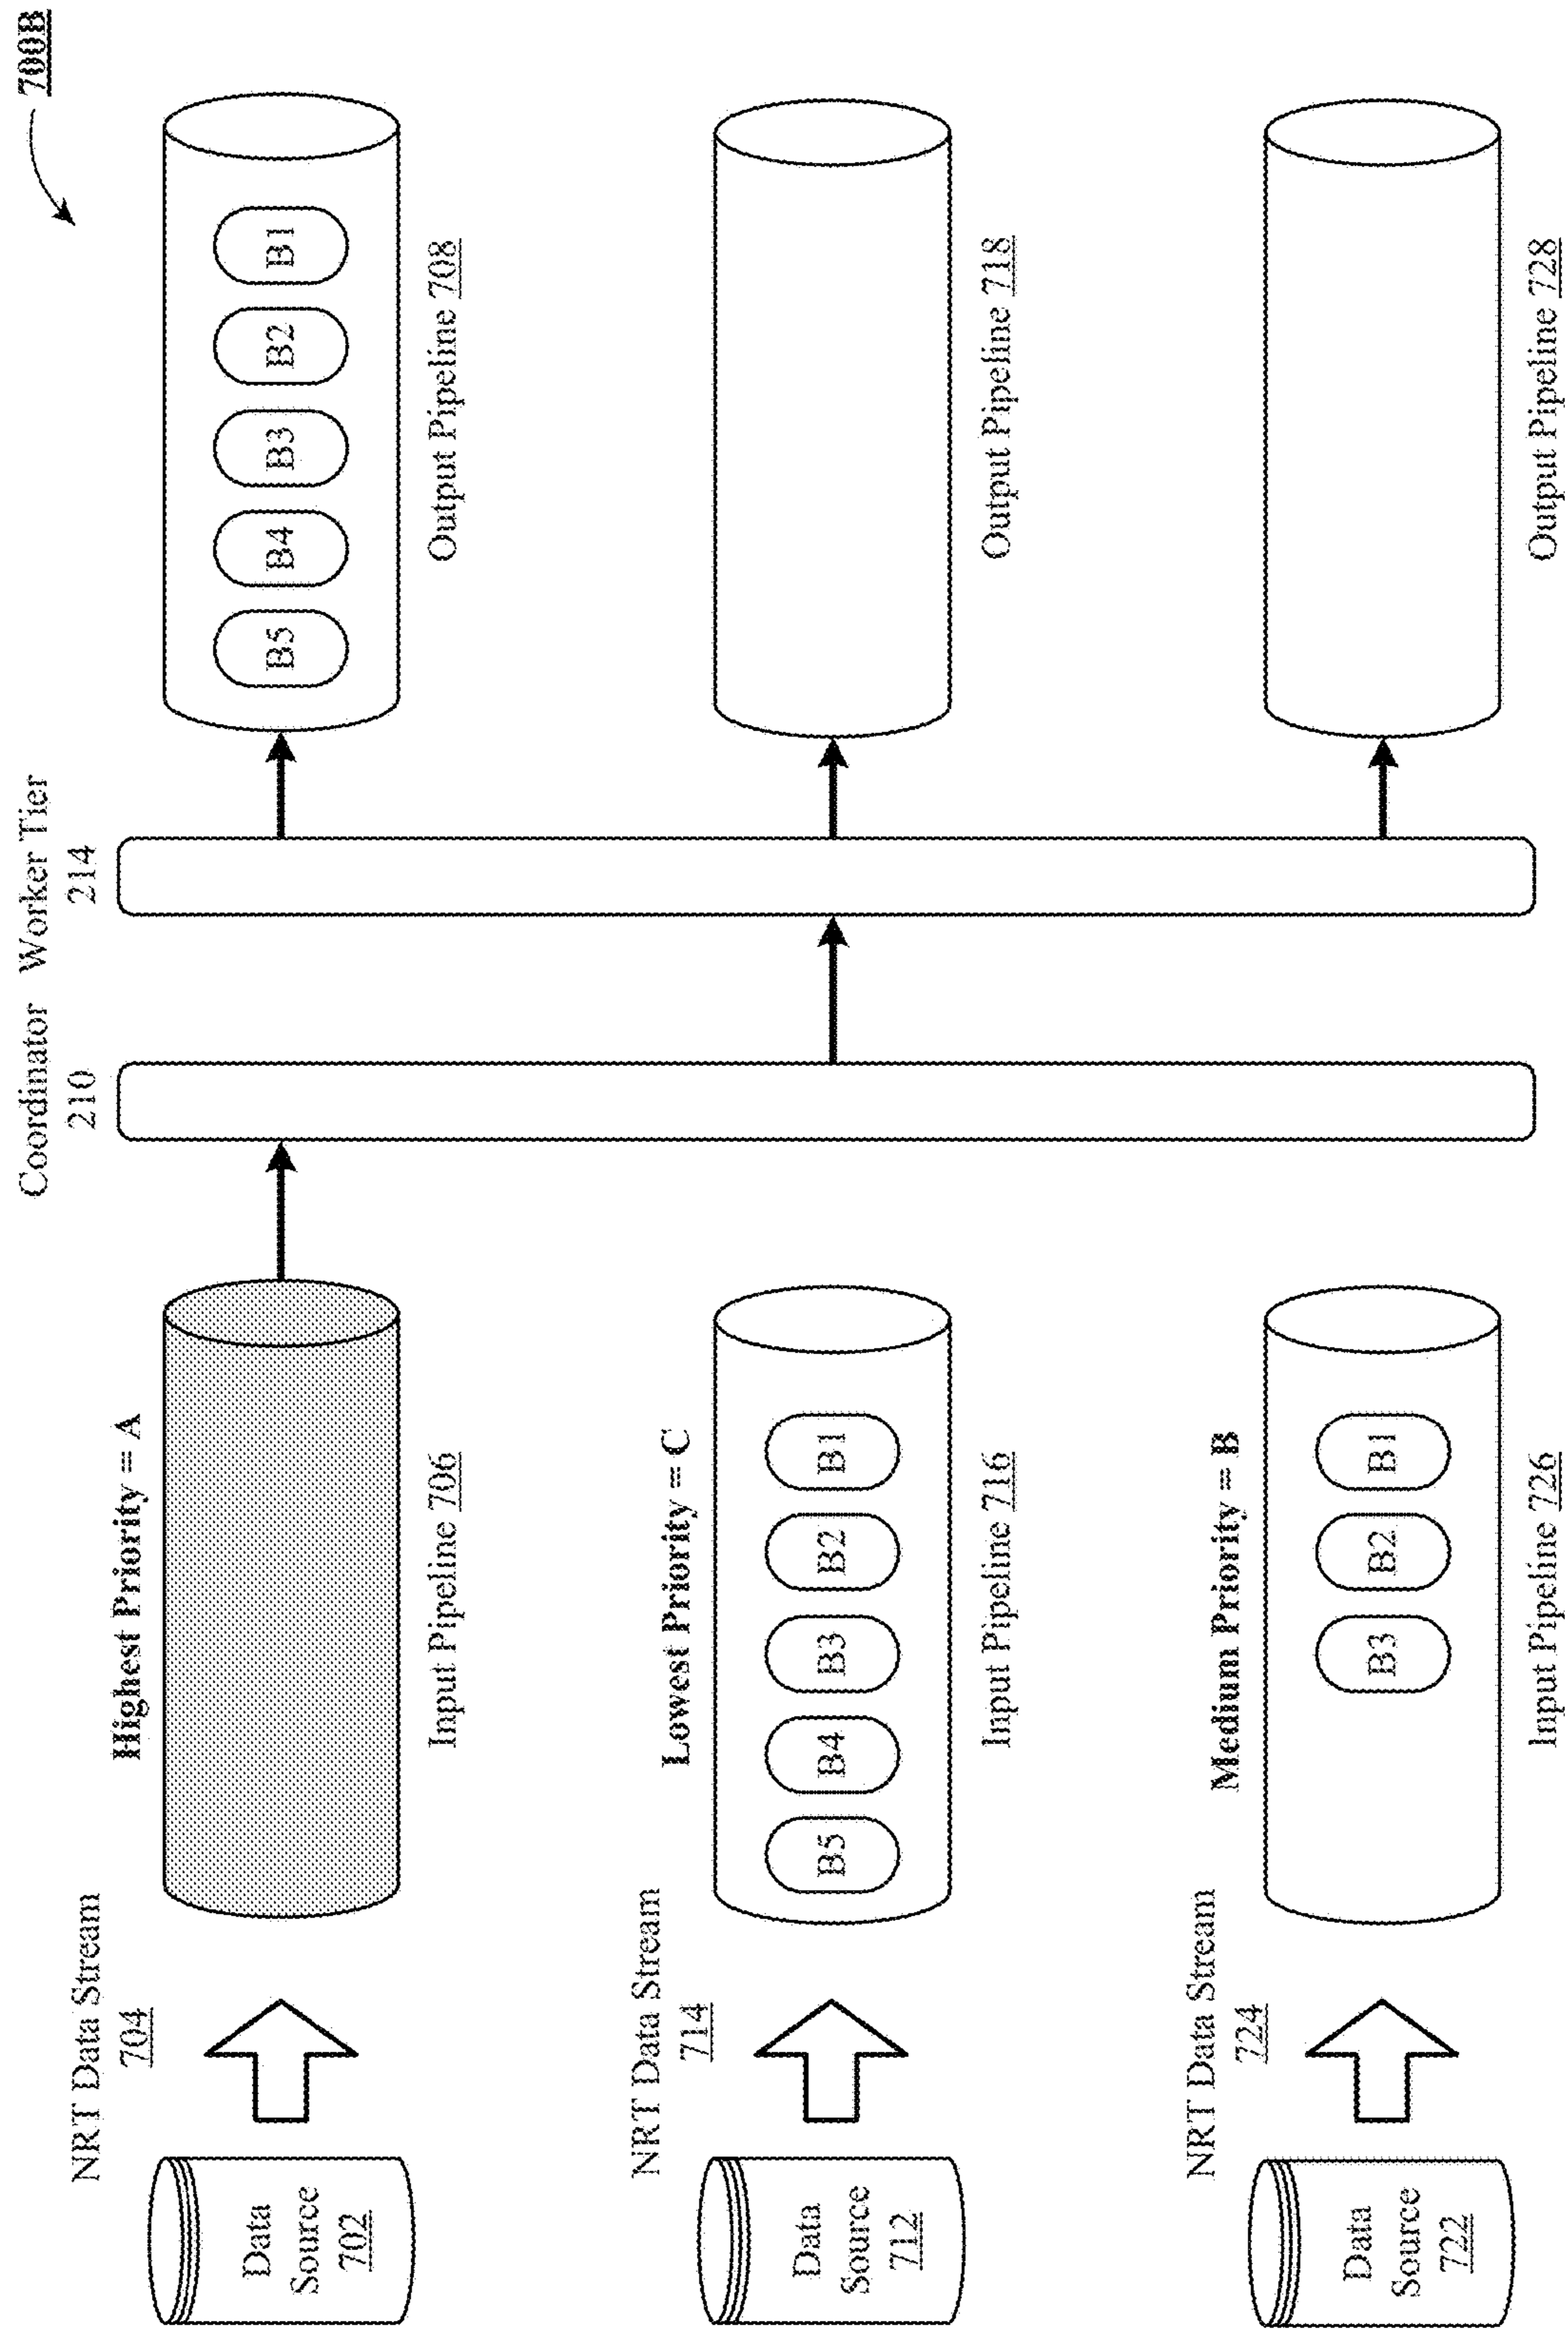 700B
Coordinator
210
Worker Tier
214
NRT Data Stream
704
Highest Priority = A
Data
Source
702
Input Pipeline 706
B5
B4
B3
B2
B1
Output Pipeline 708
NRT Data Stream
714
Lowest Priority = C
Data
Source
712
B5
B4
B3
B2
B1
Input Pipeline 716
Output Pipeline 718
NRT Data Stream
724
Medium Priority = B
Data
Source
722
B3
B2
B1
Input Pipeline 726
Output Pipeline 728